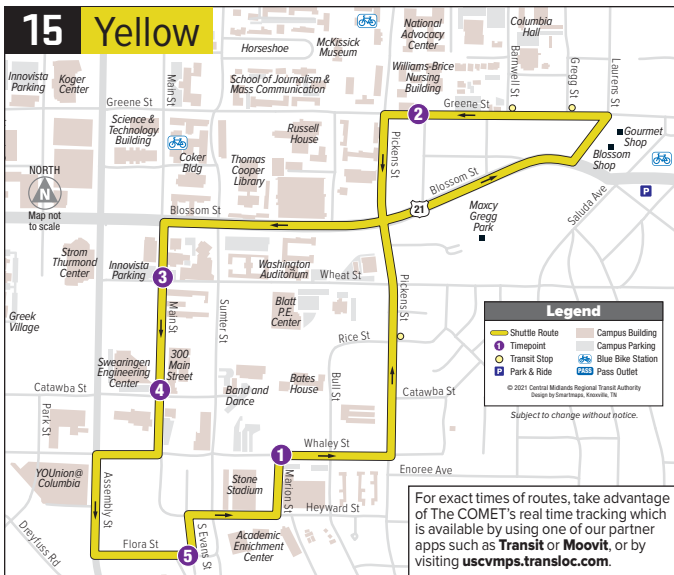 15 Yellow
Horseshoe
McKissick
Museum
National
Advocacy
Center
Columbia
Hall
Innovista
Parking
Koger
Center
Main St
School of Journalism &
Mass Communication
Williams-Brice
Nursing
Building
Barnwell St
Gregg St
Laurens St
Greene St
Greene St
2
Science &
Technology
Building
Coker
Bldg
Russell
House
Thomas
Cooper
Library
Pickens St
Gourmet
Shop
Blossom
Shop
NORTH
N
Map not
to scale
Blossom St
21
Blossom St
Maxcy
Gregg
Park
Saluda Ave
P
Strom
Thurmond
Center
Innovista
Parking
3
Washington
Auditorium
Wheat St
Greek
Village
Main St
Sumter St
Blatt
P.E.
Center
Pickens St
Rice St
Swearingen
Engineering
Center
300
Main
Street
4
Catawba St
Band and
Dance
Bates
House
Bull St
Catawba St
Park St
Whaley St
1
Enoree Ave
YOUnion@
Columbia
Assembly St
Stone
Stadium
Marion St
Heyward St
Dreyfuss Rd
Flora St
5
S Evans St
Academic
Enrichment
Center
Legend
Shuttle Route
1 Timepoint
Transit Stop
P Park & Ride
Campus Building
Campus Parking
Blue Bike Station
PASS Pass Outlet
© 2021 Central Midlands Regional Transit Authority
Design by Smartmaps, Knoxville, TN
Subject to change without notice.
For exact times of routes, take advantage
of The COMET's real time tracking which
is available by using one of our partner
apps such as Transit or Moovit, or by
visiting uscvmps.transloc.com.